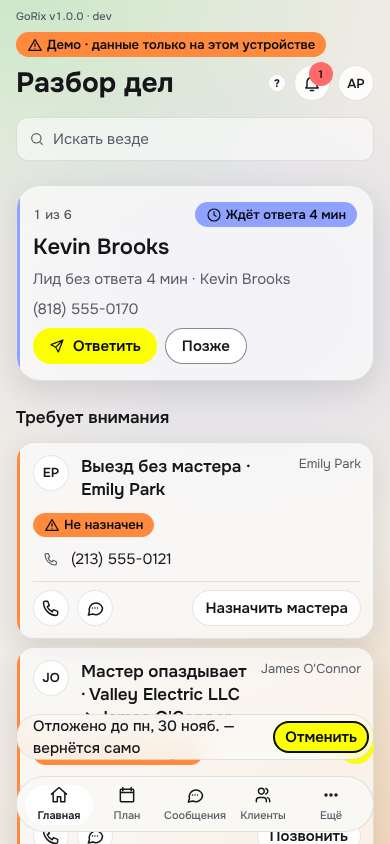 GoRix v1.0.0 · dev
Демо · данные только на этом устройстве
Разбор дел
?
1
АР
Искать везде
1 из 6
Ждёт ответа 4 мин
Kevin Brooks
Лид без ответа 4 мин · Kevin Brooks
(818) 555-0170
Ответить
Позже
Требует внимания
EP
Выезд без мастера ·
Emily Park
Emily Park
Не назначен
(213) 555-0121
Назначить мастера
JO
Мастер опаздывает
· Valley Electric LLC
James O'Connor
Отложено до пн, 30 нояб. —
вернётся само
Отменить
Главная
План
Сообщения
Клиенты
Ещё
Позвонить